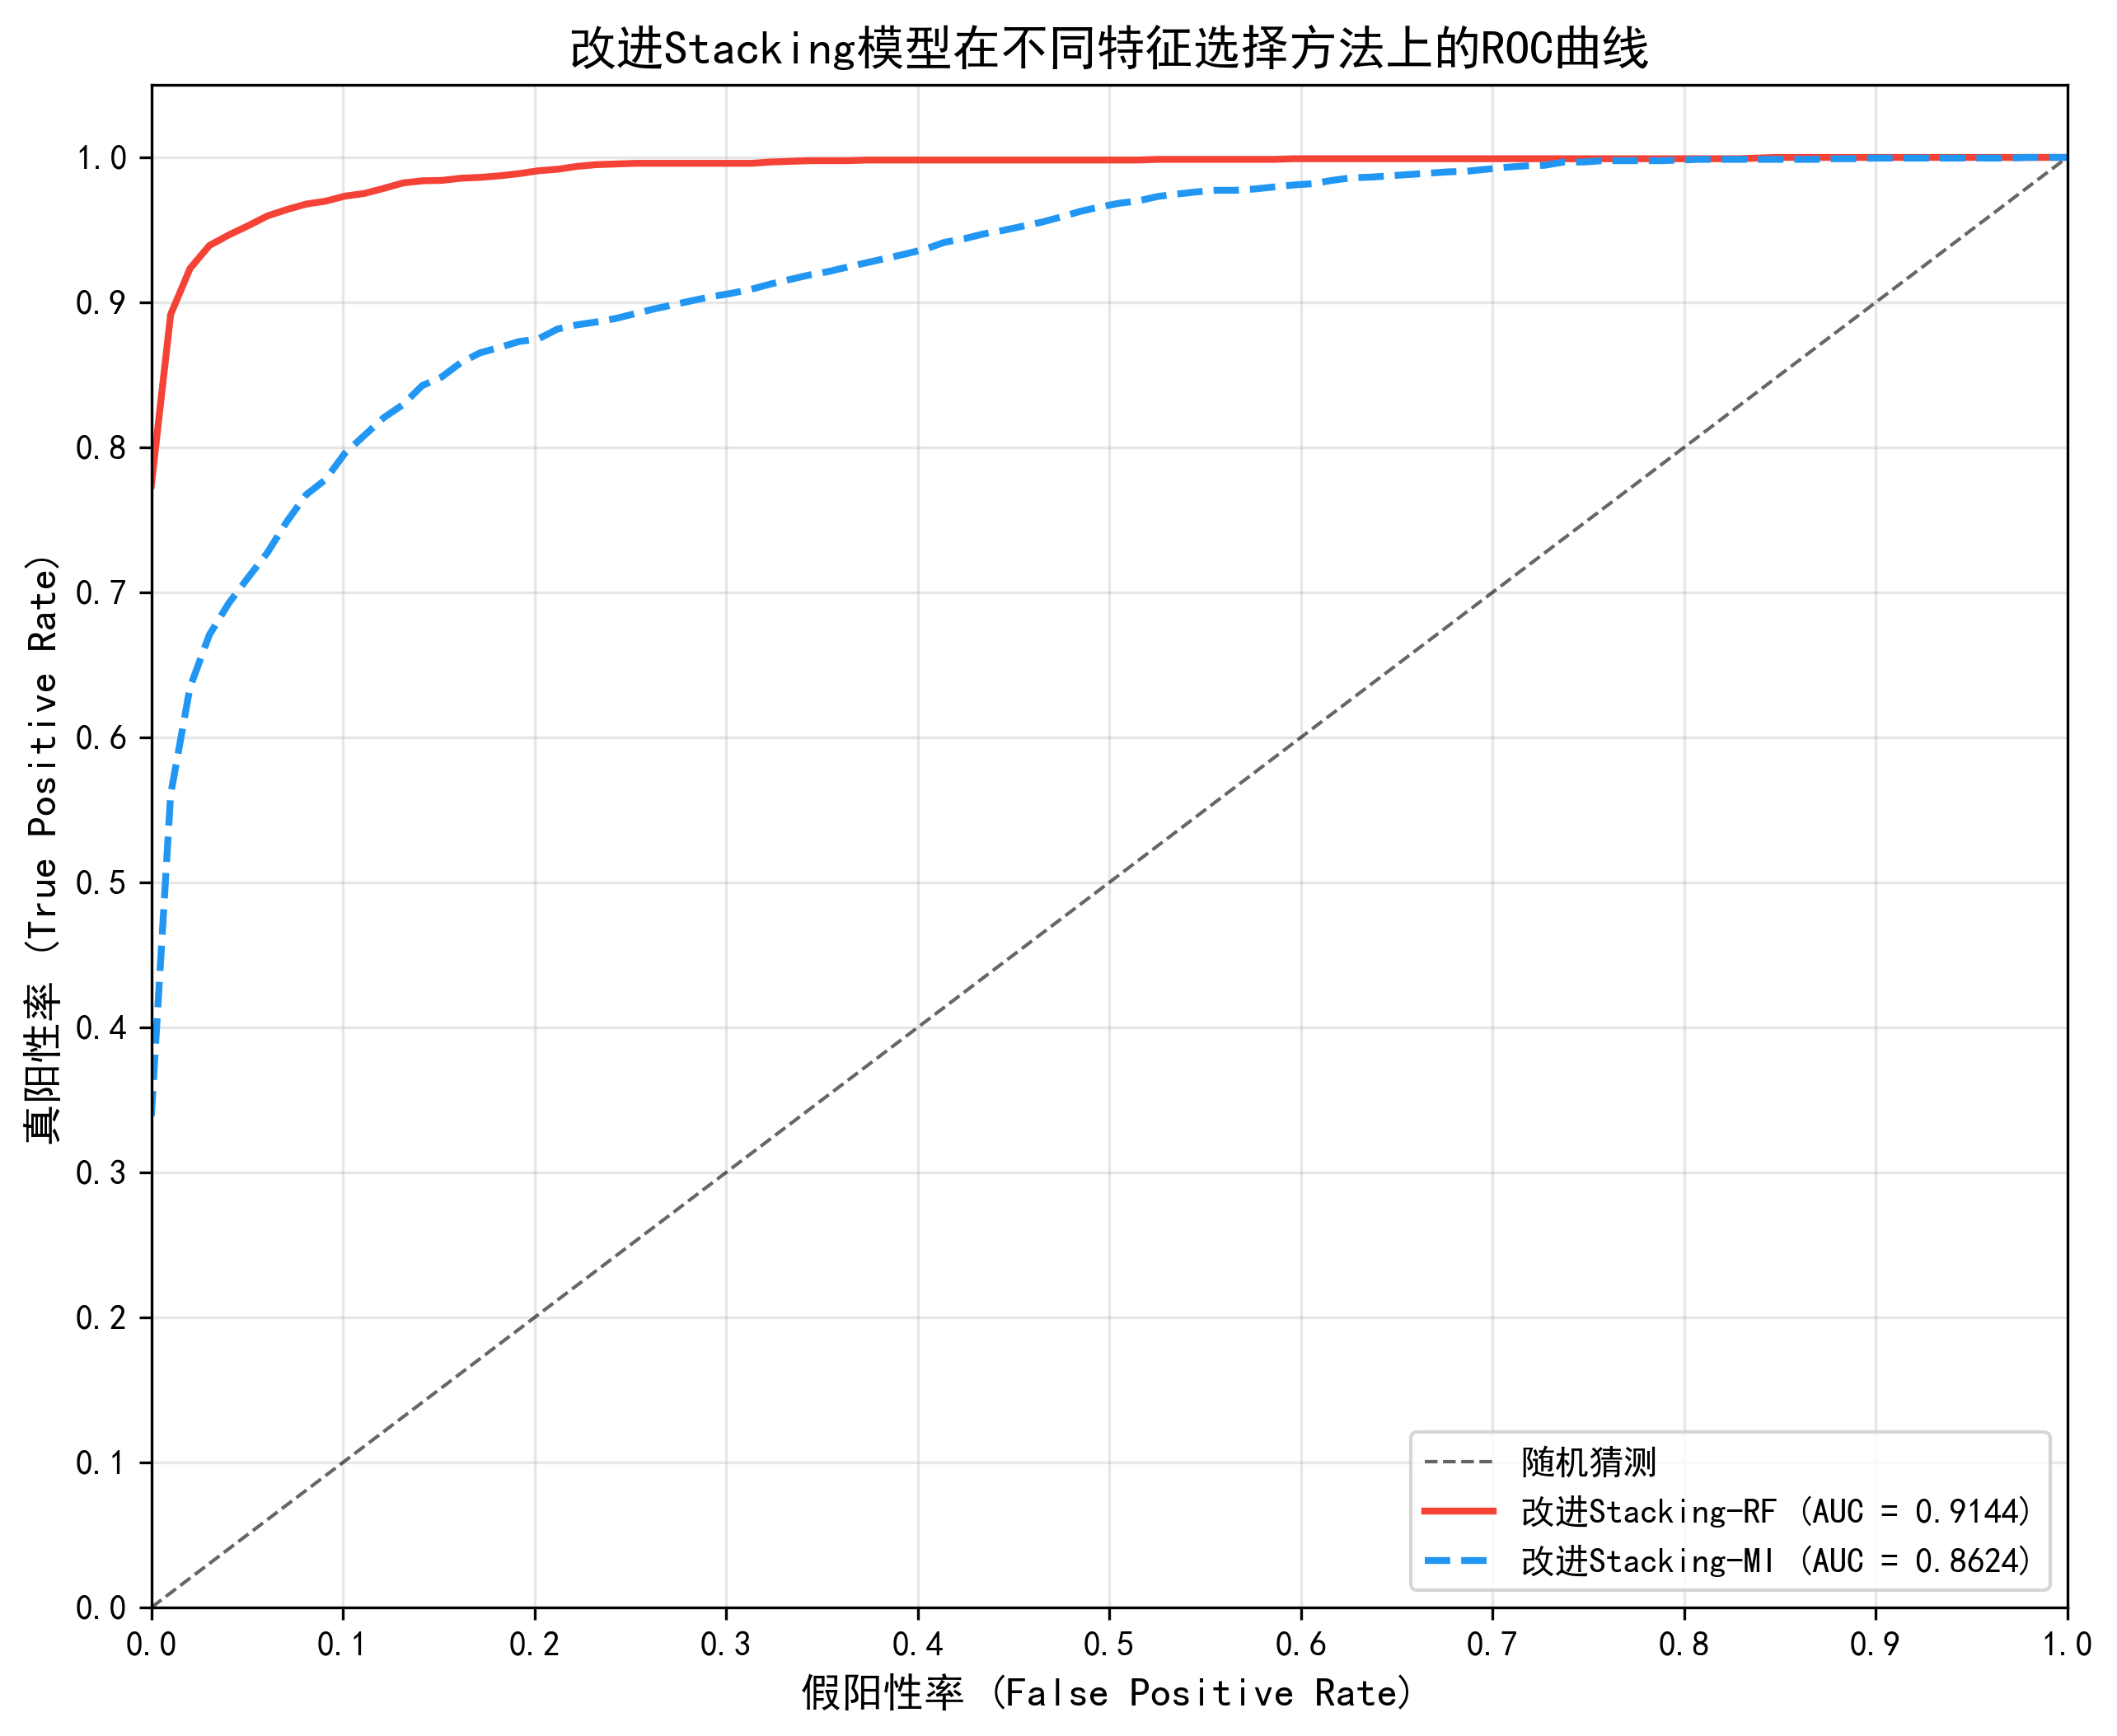 改进Stacking模型在不同特征选择方法上的ROC曲线
真阳性率 (True Positive Rate)
1.0
0.9
0.8
0.7
0.6
0.5
0.4
0.3
0.2
0.1
0.0
0.0 0.1 0.2 0.3 0.4 0.5 0.6 0.7 0.8 0.9 1.0
假阳性率 (False Positive Rate)
随机猜测
改进Stacking-RF (AUC = 0.9144)
改进Stacking-MI (AUC = 0.8624)